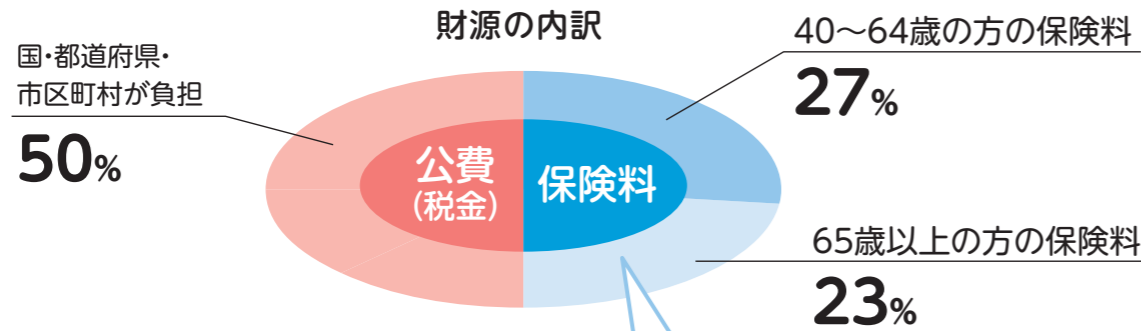 財源の内訳
国・都道府県・
市区町村が負担
50%
40～64歳の方の保険料
27%
公費
(税金)
保険料
65歳以上の方の保険料
23%